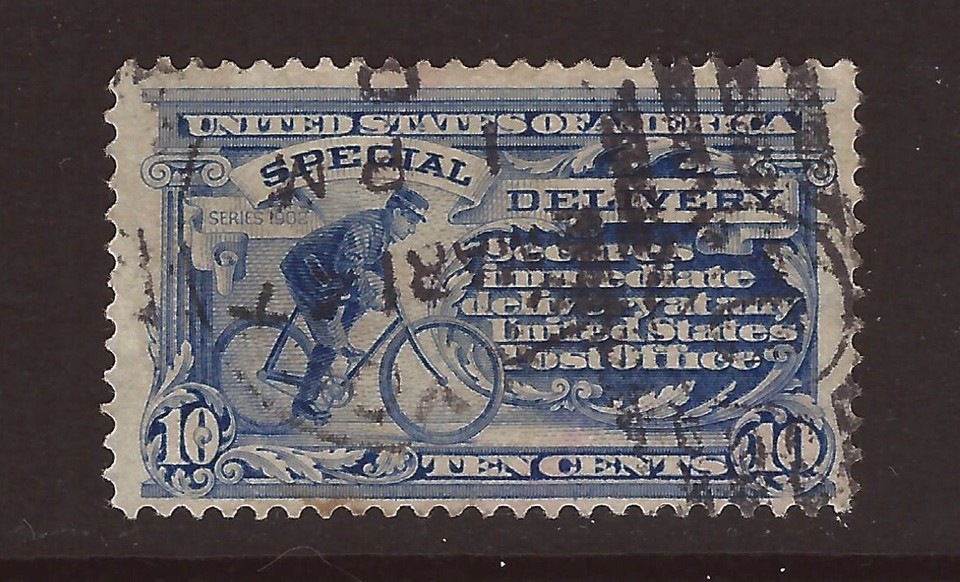 UNITED STATES OF AMERICA
SPECIAL
DELIVERY
SERIES 1902
Secures
immediate
delivery at any
United States
Post Office
10 10
TEN CENTS